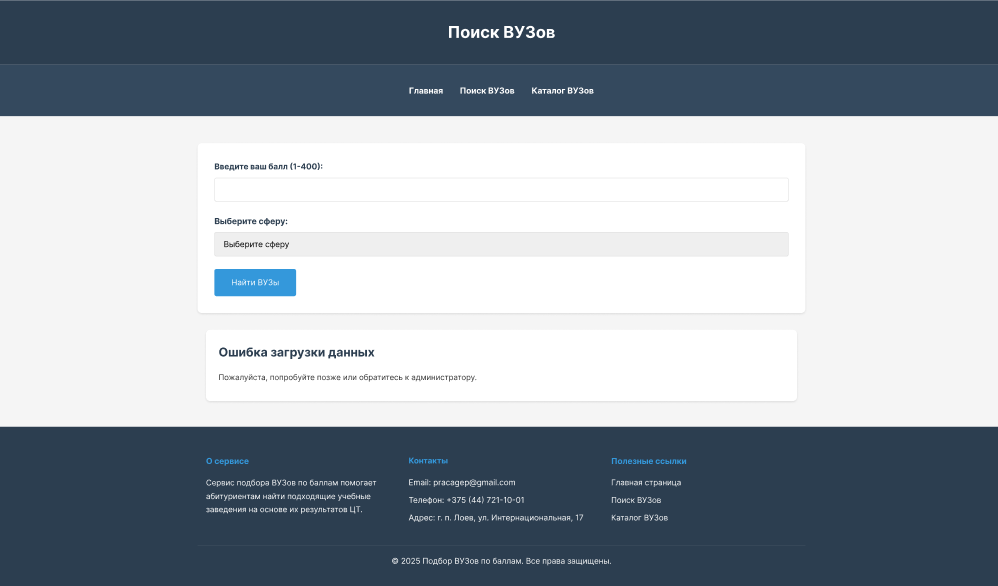 Поиск ВУЗов
Главная Поиск ВУЗов Каталог ВУЗов
Введите ваш балл (1-400):
Выберите сферу:
Выберите сферу
Найти ВУЗы
Ошибка загрузки данных
Пожалуйста, попробуйте позже или обратитесь к администратору.
О сервисе
Сервис подбора ВУЗов по баллам помогает
абитуриентам найти подходящие учебные
заведения на основе их результатов ЦТ.
Контакты
Email: pracagep@gmail.com
Телефон: +375 (44) 721-10-01
Адрес: г. п. Лоев, ул. Интернациональная, 17
Полезные ссылки
Главная страница
Поиск ВУЗов
Каталог ВУЗов
© 2025 Подбор ВУЗов по баллам. Все права защищены.